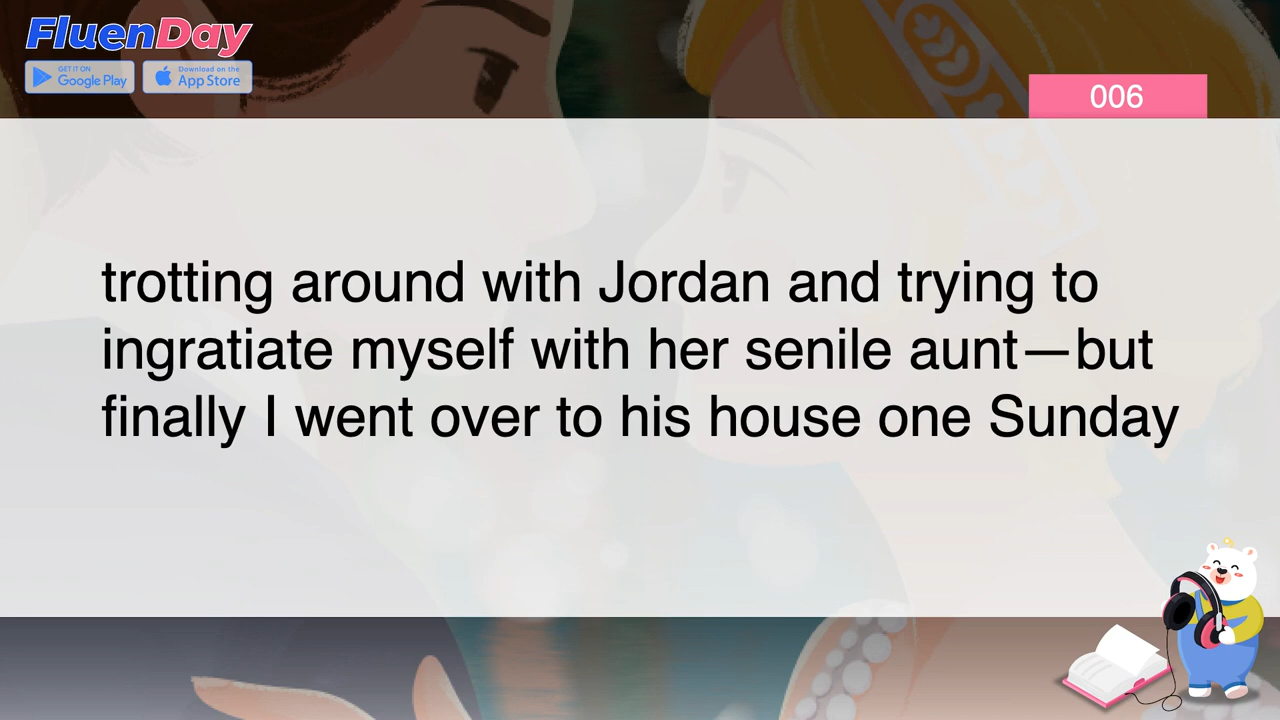 FluenDay
GET IT ON
Google Play
Download on the
App Store
006
trotting around with Jordan and trying to
ingratiate myself with her senile aunt—but
finally I went over to his house one Sunday